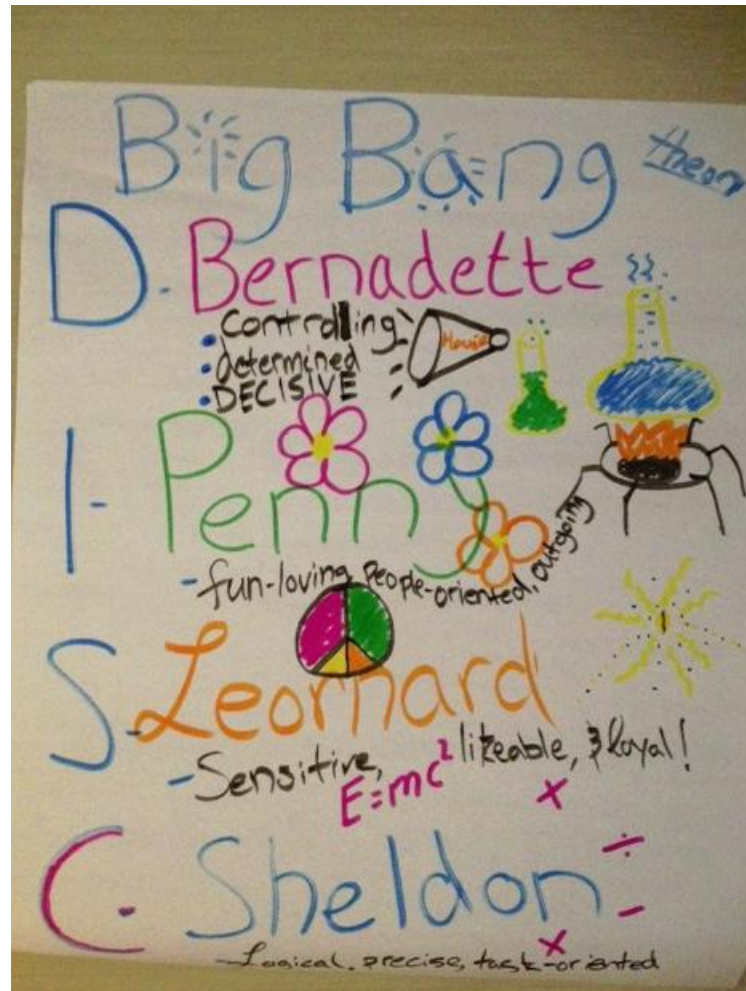 Big Bang theory
D. Bernadette
• Controlling
• determined
• DECISIVE
I- Penny
- fun-loving, people-oriented, outgoing
S- Leornard
- Sensitive, likeable, & loyal!
E=mc² ×
C. Sheldon ÷
-
×
- Logical, precise, task-oriented